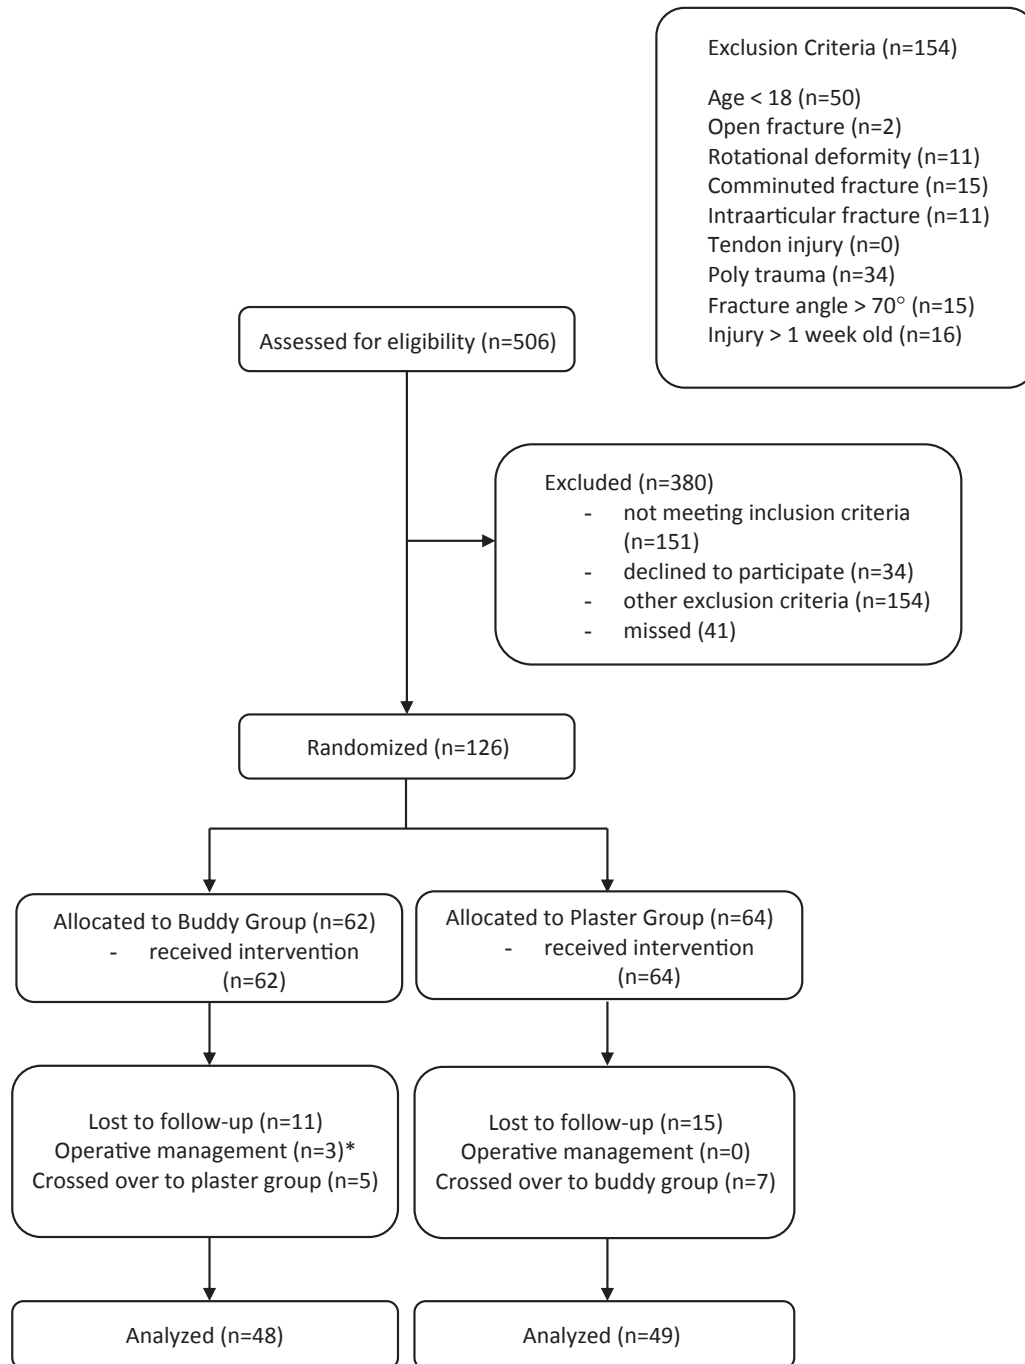 Exclusion Criteria (n=154)
Age < 18 (n=50)
Open fracture (n=2)
Rotational deformity (n=11)
Comminuted fracture (n=15)
Intraarticular fracture (n=11)
Tendon injury (n=0)
Poly trauma (n=34)
Fracture angle > 70° (n=15)
Injury > 1 week old (n=16)
Assessed for eligibility (n=506)
Excluded (n=380)
- not meeting inclusion criteria
(n=151)
- declined to participate (n=34)
- other exclusion criteria (n=154)
- missed (41)
Randomized (n=126)
Allocated to Buddy Group (n=62)
- received intervention
(n=62)
Allocated to Plaster Group (n=64)
- received intervention
(n=64)
Lost to follow-up (n=11)
Operative management (n=3)*
Crossed over to plaster group (n=5)
Lost to follow-up (n=15)
Operative management (n=0)
Crossed over to buddy group (n=7)
Analyzed (n=48)
Analyzed (n=49)